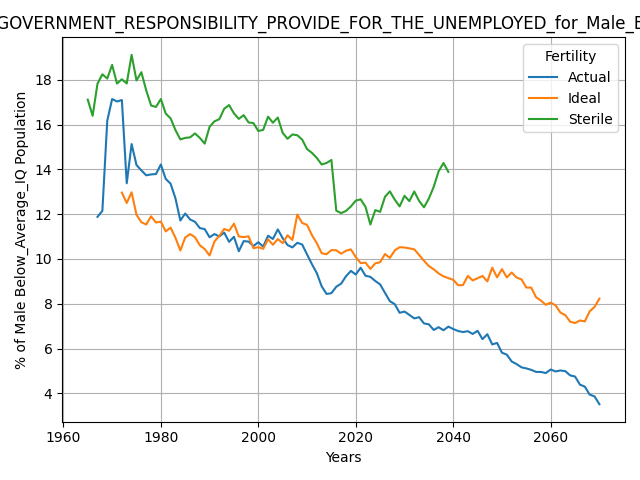 GOVERNMENT_RESPONSIBILITY_PROVIDE_FOR_THE_UNEMPLOYED_for_Male_B
Fertility
Actual
Ideal
Sterile
18
16
14
12
10
8
6
4
% of Male Below_Average_IQ Population
1960
1980
2000
2020
2040
2060
Years